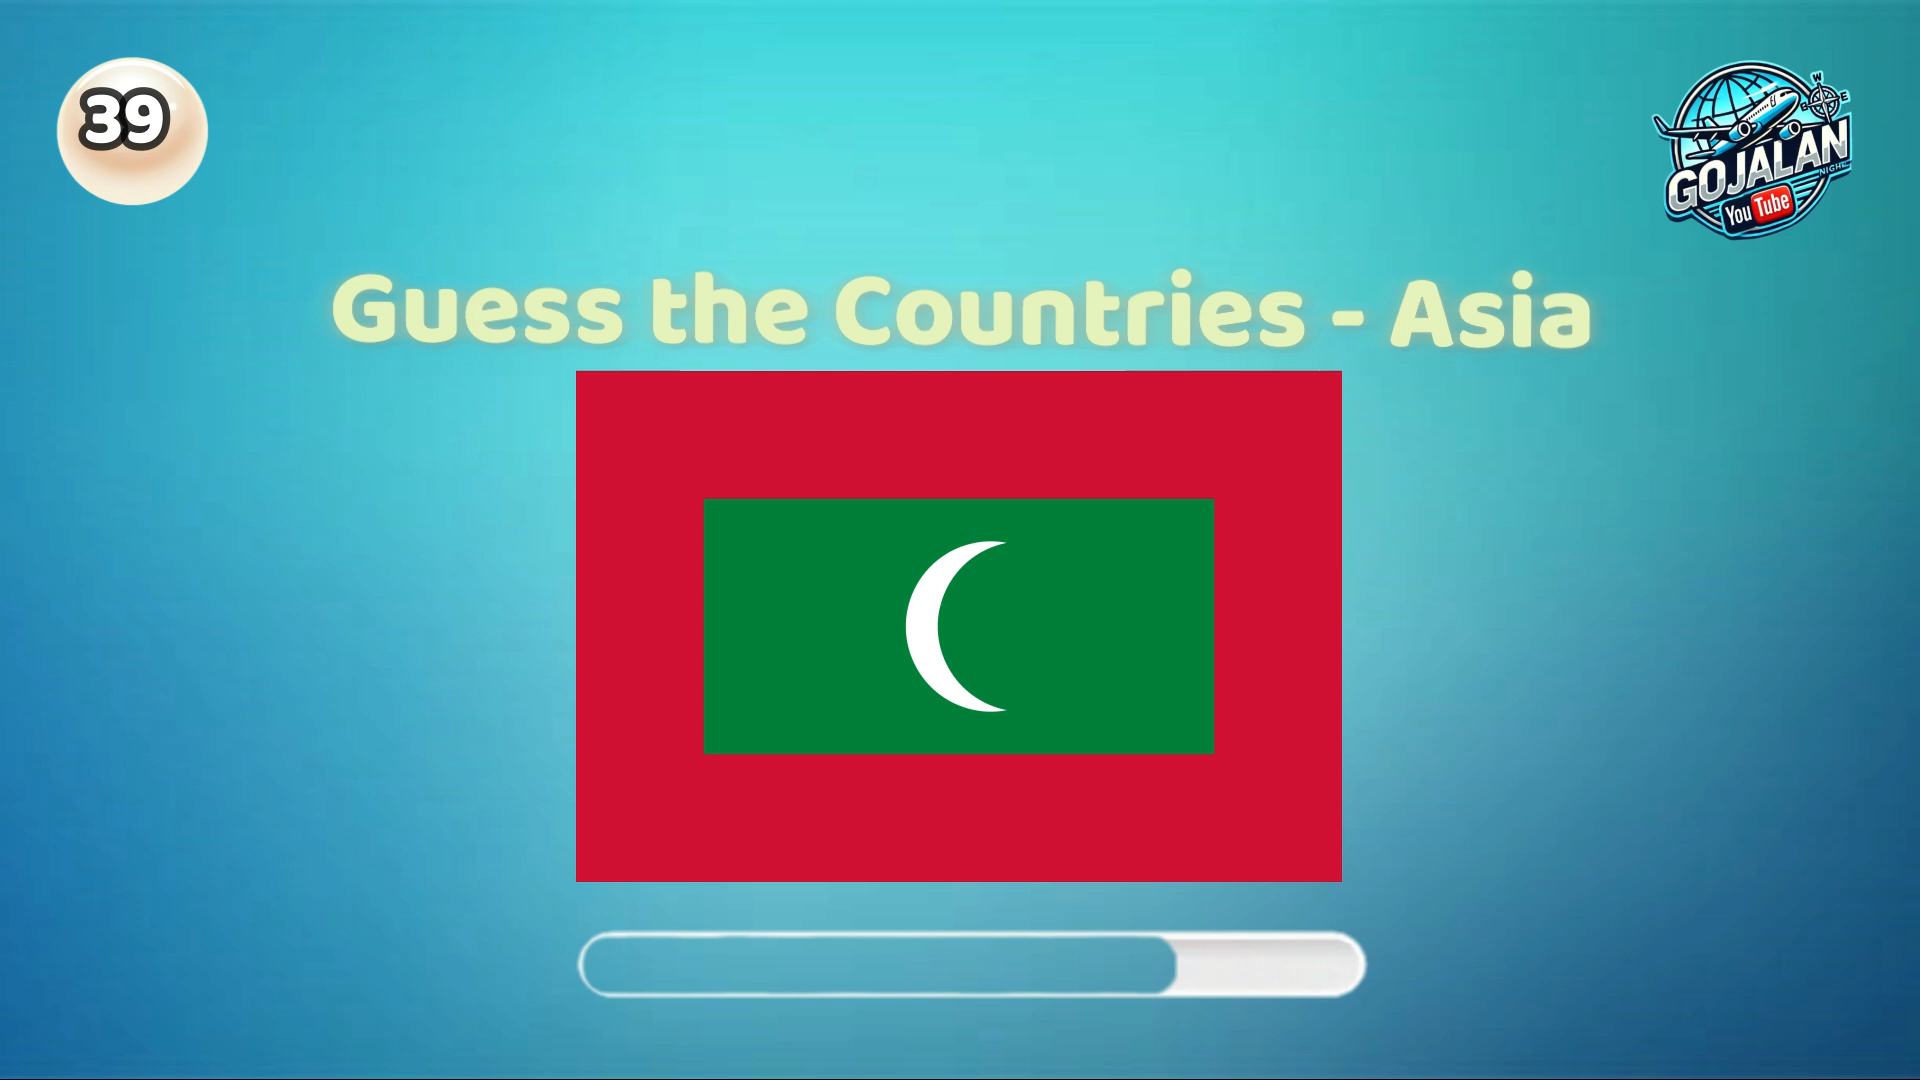 39
W
E
GOJALAN
NIGHT
YouTube
Guess the Countries - Asia